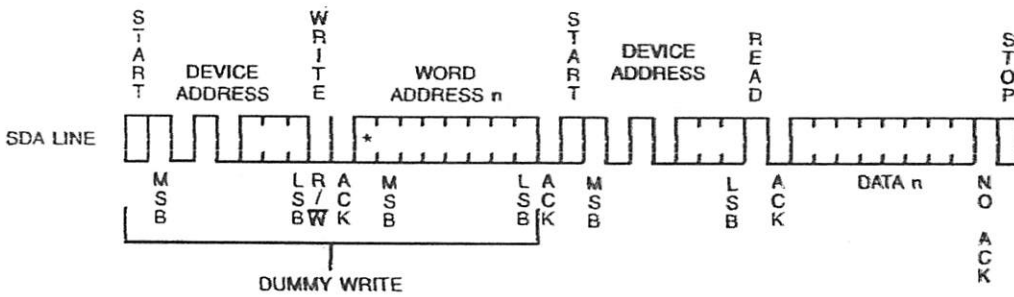 START
WRITE
START
READ
STOP
DEVICE
ADDRESS
WORD
ADDRESS n
DEVICE
ADDRESS
SDA LINE
*
MSB
LSB
R/W
ACK
MSB
LSB
ACK
MSB
LSB
ACK
DATA n
NO ACK
DUMMY WRITE